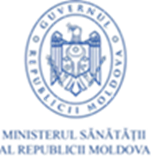 GUVERNUL
REPUBLICII MOLDOVA
MINISTERUL SĂNĂTĂȚII
AL REPUBLICII MOLDOVA